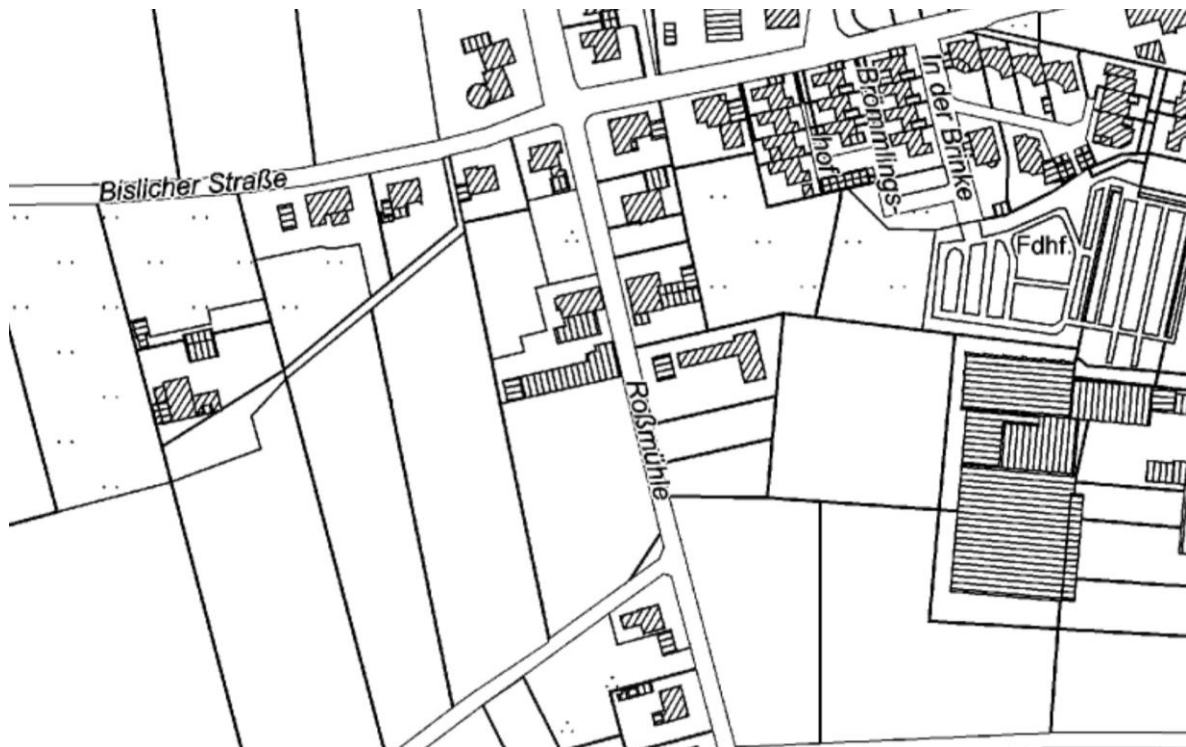 Bislicher Straße
Brömmlings-
hof
In der Brinke
Fdhf.
Roßmühle